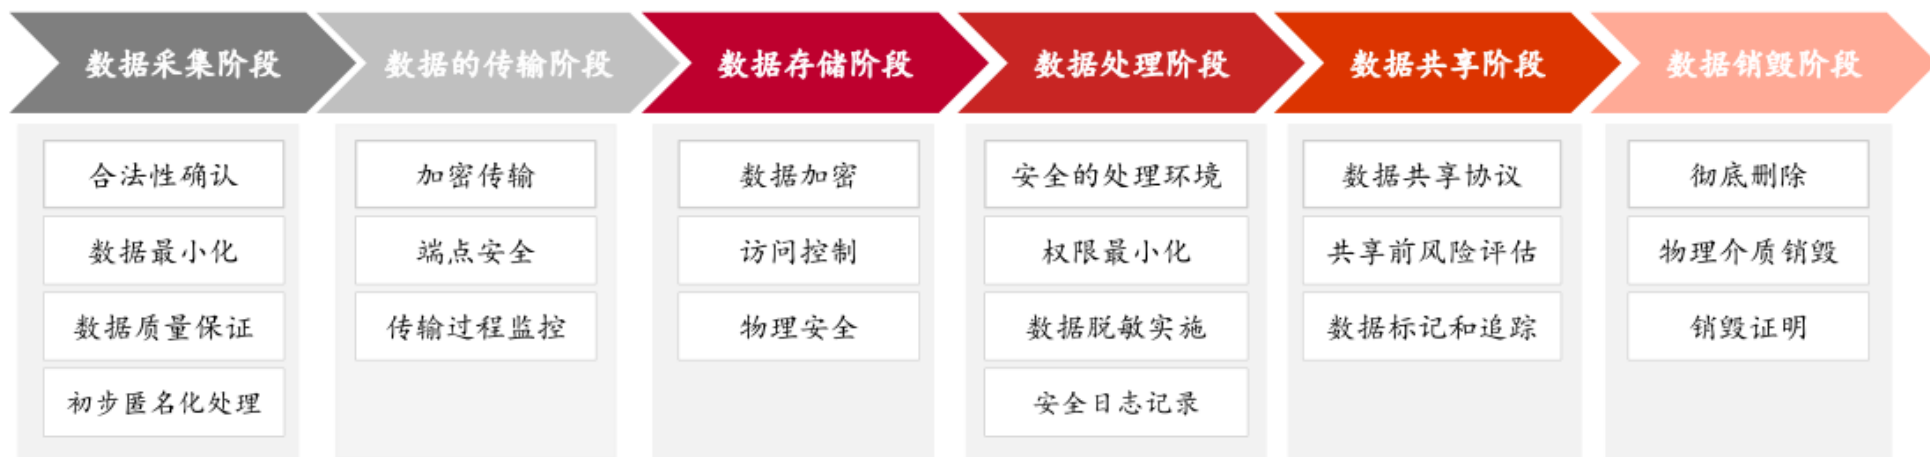 数据采集阶段
数据的传输阶段
数据存储阶段
数据处理阶段
数据共享阶段
数据销毁阶段
合法性确认
数据最小化
数据质量保证
初步匿名化处理
加密传输
端点安全
传输过程监控
数据加密
访问控制
物理安全
安全的处理环境
权限最小化
数据脱敏实施
安全日志记录
数据共享协议
共享前风险评估
数据标记和追踪
彻底删除
物理介质销毁
销毁证明